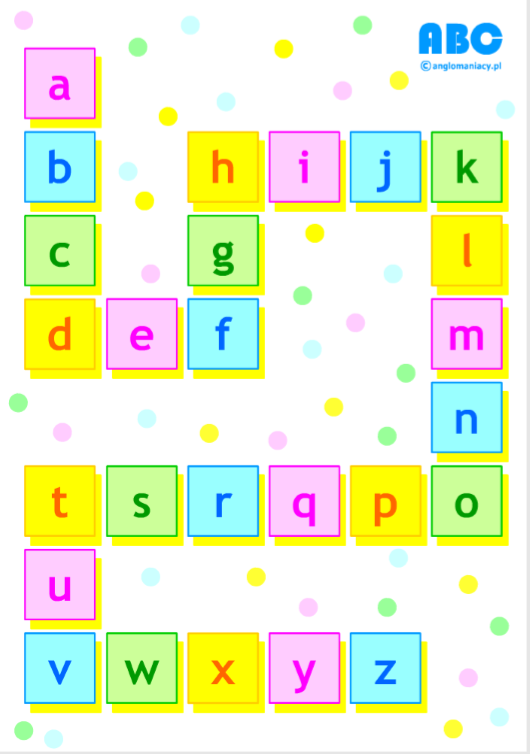 ABC
©anglomaniacy.pl
a
b h i j k
c g l
d e f m
n
t s r q p o
u
v w x y z